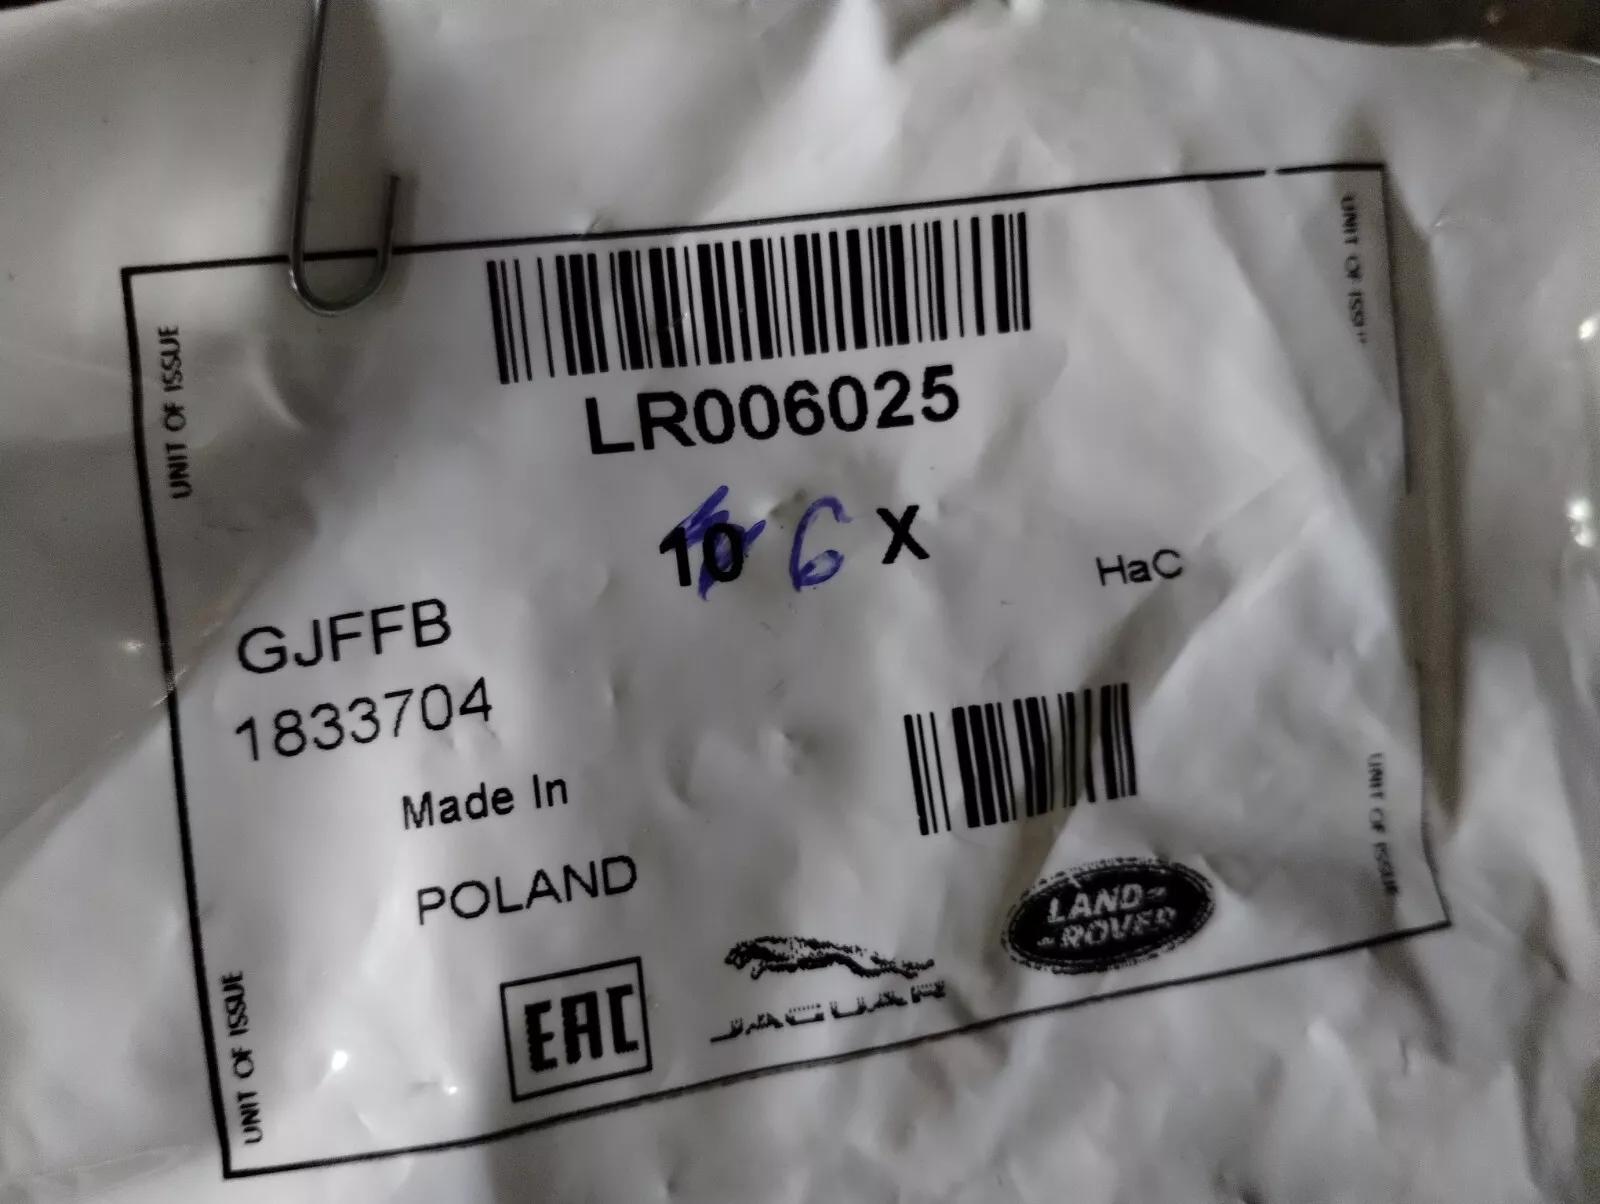 UNIT OF ISSUE
UNIT OF ISSUE
LR006025
10 6 X
HaC
GJFFB
1833704
Made In
POLAND
UNIT OF ISSUE
LAND
ROVER
EAC
JAGUAR
UNIT OF ISSUE